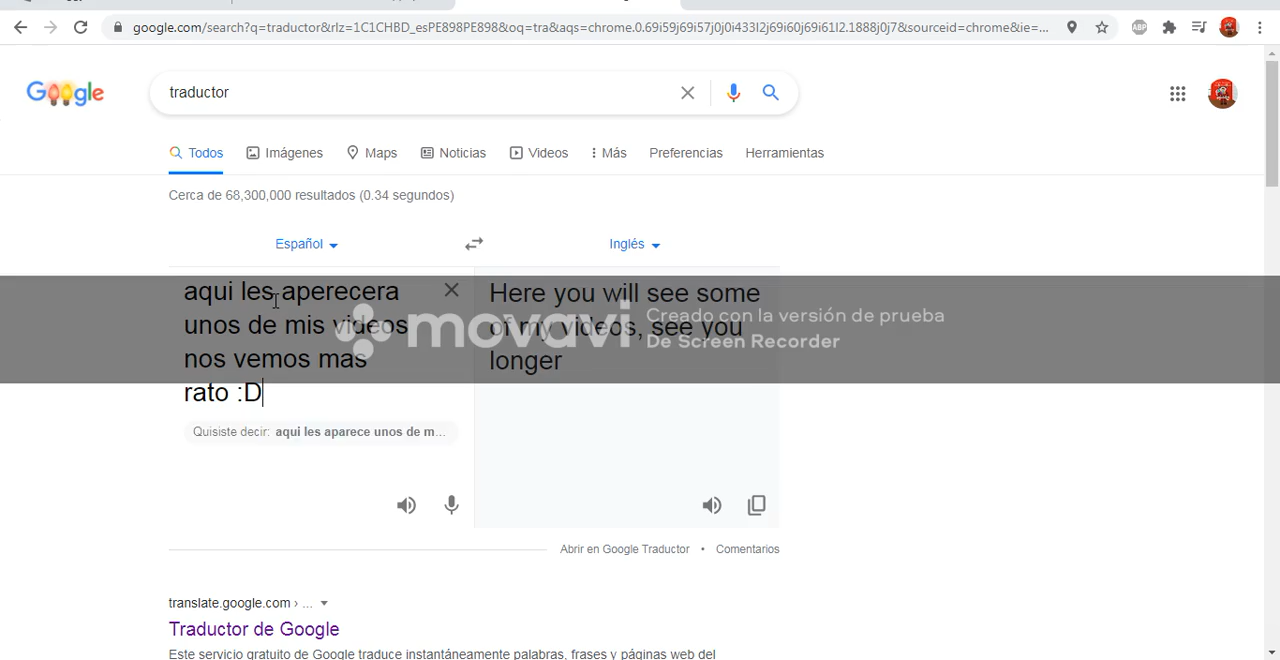 google.com/search?q=traductor&rlz=1C1CHBD_esPE898PE898&oq=tra&aqs=chrome.0.69i59j69i57j0j0i433l2j69i60j69i61l2.1888j0j7&sourceid=chrome&ie=...
ABP
Google
traductor
Todos Imágenes Maps Noticias Videos Más Preferencias Herramientas
Cerca de 68,300,000 resultados (0.34 segundos)
Español Inglés
aqui les aperecera
unos de mis videos
nos vemos mas
rato :D
Here you will see some
of my videos, see you
longer
movavi
Creado con la versión de prueba
De Screen Recorder
Quisiste decir: aqui les aparece unos de m...
Abrir en Google Traductor • Comentarios
translate.google.com › ...
Traductor de Google
Este servicio gratuito de Google traduce instantáneamente palabras, frases y páginas web del